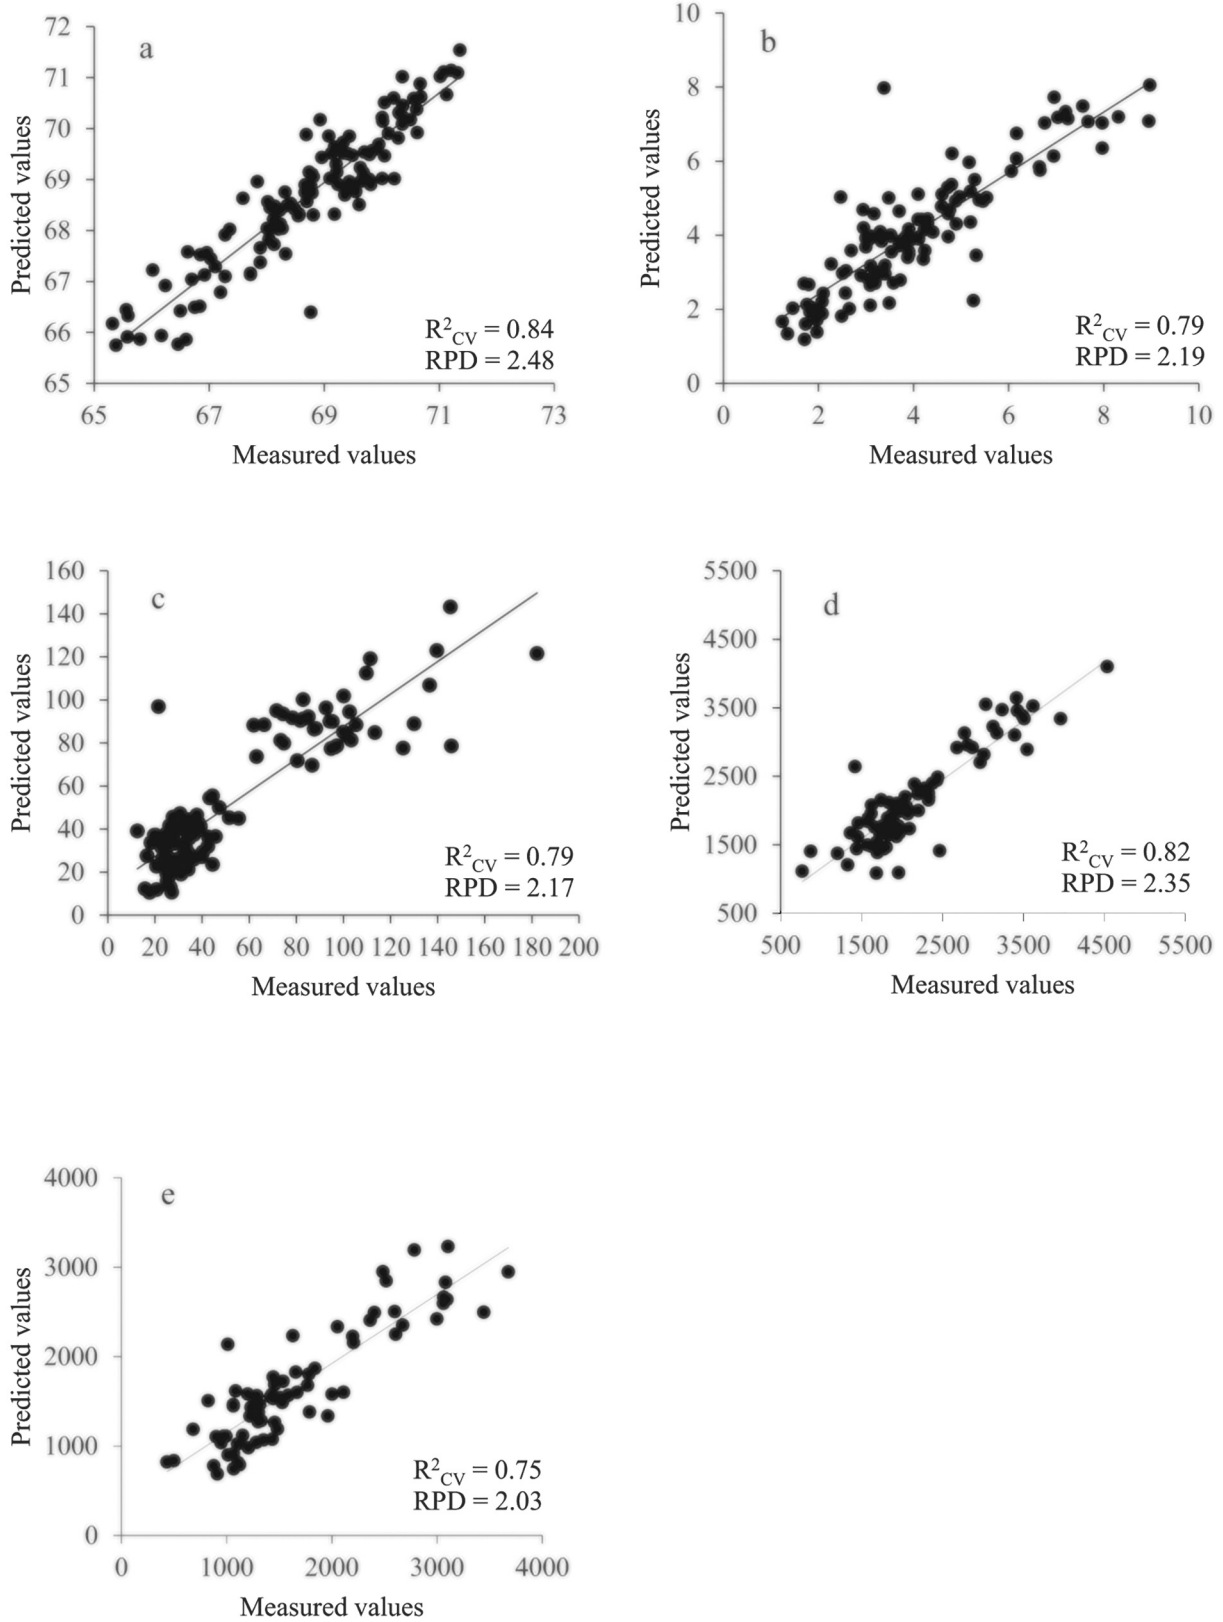 a
Predicted values
72
71
70
69
68
67
66
65
R²CV = 0.84
RPD = 2.48
65 67 69 71 73
Measured values
b
Predicted values
10
8
6
4
2
0
R²CV = 0.79
RPD = 2.19
0 2 4 6 8 10
Measured values
c
Predicted values
160
140
120
100
80
60
40
20
0
R²CV = 0.79
RPD = 2.17
0 20 40 60 80 100 120 140 160 180 200
Measured values
d
Predicted values
5500
4500
3500
2500
1500
500
R²CV = 0.82
RPD = 2.35
500 1500 2500 3500 4500 5500
Measured values
e
Predicted values
4000
3000
2000
1000
0
R²CV = 0.75
RPD = 2.03
0 1000 2000 3000 4000
Measured values